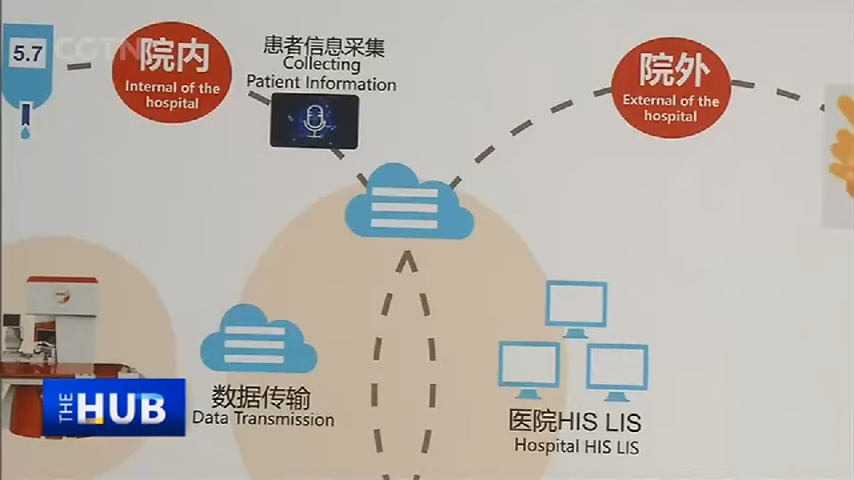 CGTN
5.7
院内
Internal of the
hospital
患者信息采集
Collecting
Patient Information
院外
External of the
hospital
数据传输
Data Transmission
医院HIS LIS
Hospital HIS LIS
THE
HUB